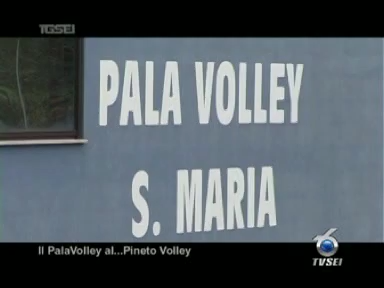 TGSEI
PALA VOLLEY
S. MARIA
Il PalaVolley al...Pineto Volley
TVSEI